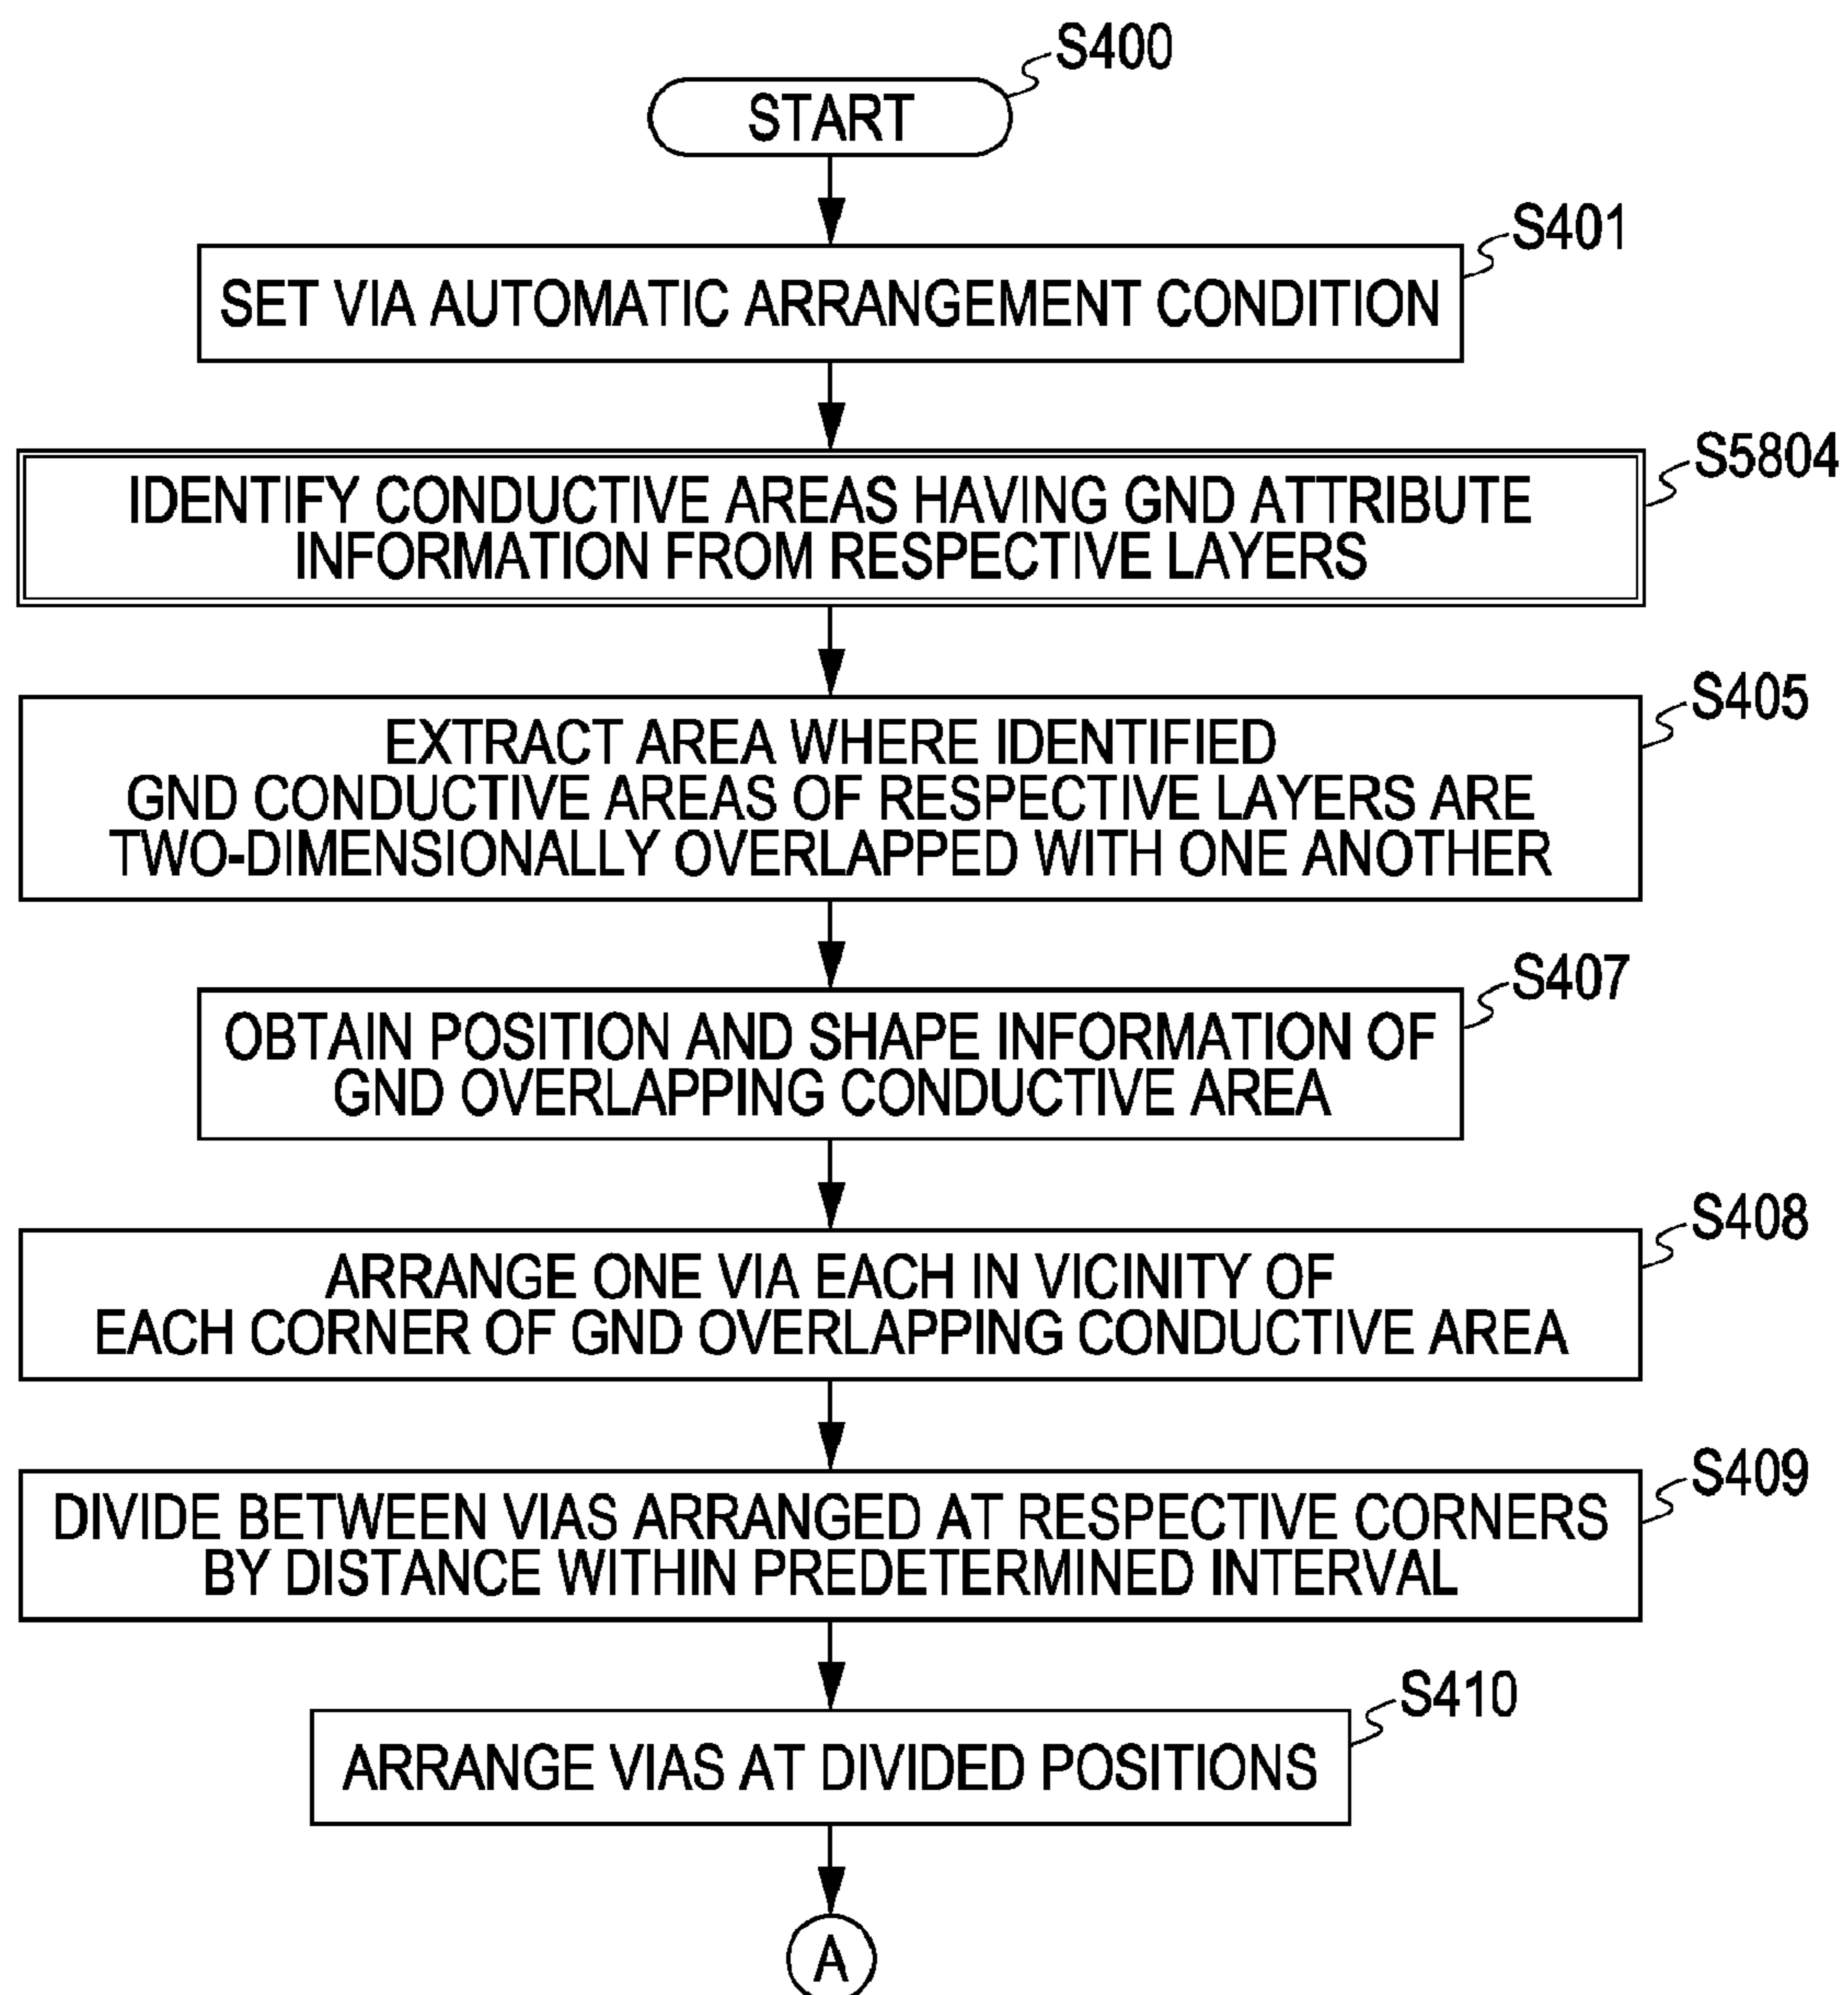 S400
START
S401
SET VIA AUTOMATIC ARRANGEMENT CONDITION
S5804
IDENTIFY CONDUCTIVE AREAS HAVING GND ATTRIBUTE
INFORMATION FROM RESPECTIVE LAYERS
S405
EXTRACT AREA WHERE IDENTIFIED
GND CONDUCTIVE AREAS OF RESPECTIVE LAYERS ARE
TWO-DIMENSIONALLY OVERLAPPED WITH ONE ANOTHER
S407
OBTAIN POSITION AND SHAPE INFORMATION OF
GND OVERLAPPING CONDUCTIVE AREA
S408
ARRANGE ONE VIA EACH IN VICINITY OF
EACH CORNER OF GND OVERLAPPING CONDUCTIVE AREA
S409
DIVIDE BETWEEN VIAS ARRANGED AT RESPECTIVE CORNERS
BY DISTANCE WITHIN PREDETERMINED INTERVAL
S410
ARRANGE VIAS AT DIVIDED POSITIONS
A